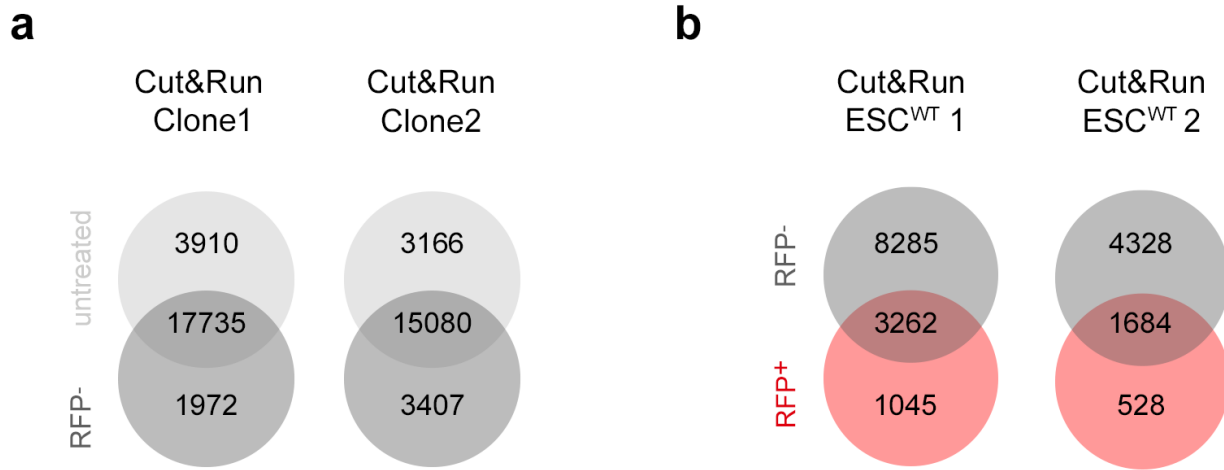 a
Cut&Run
Clone1
Cut&Run
Clone2
untreated
RFP-
3910
17735
1972
3166
15080
3407
b
Cut&Run
ESCᵂᵀ 1
Cut&Run
ESCᵂᵀ 2
RFP-
RFP⁺
8285
3262
1045
4328
1684
528